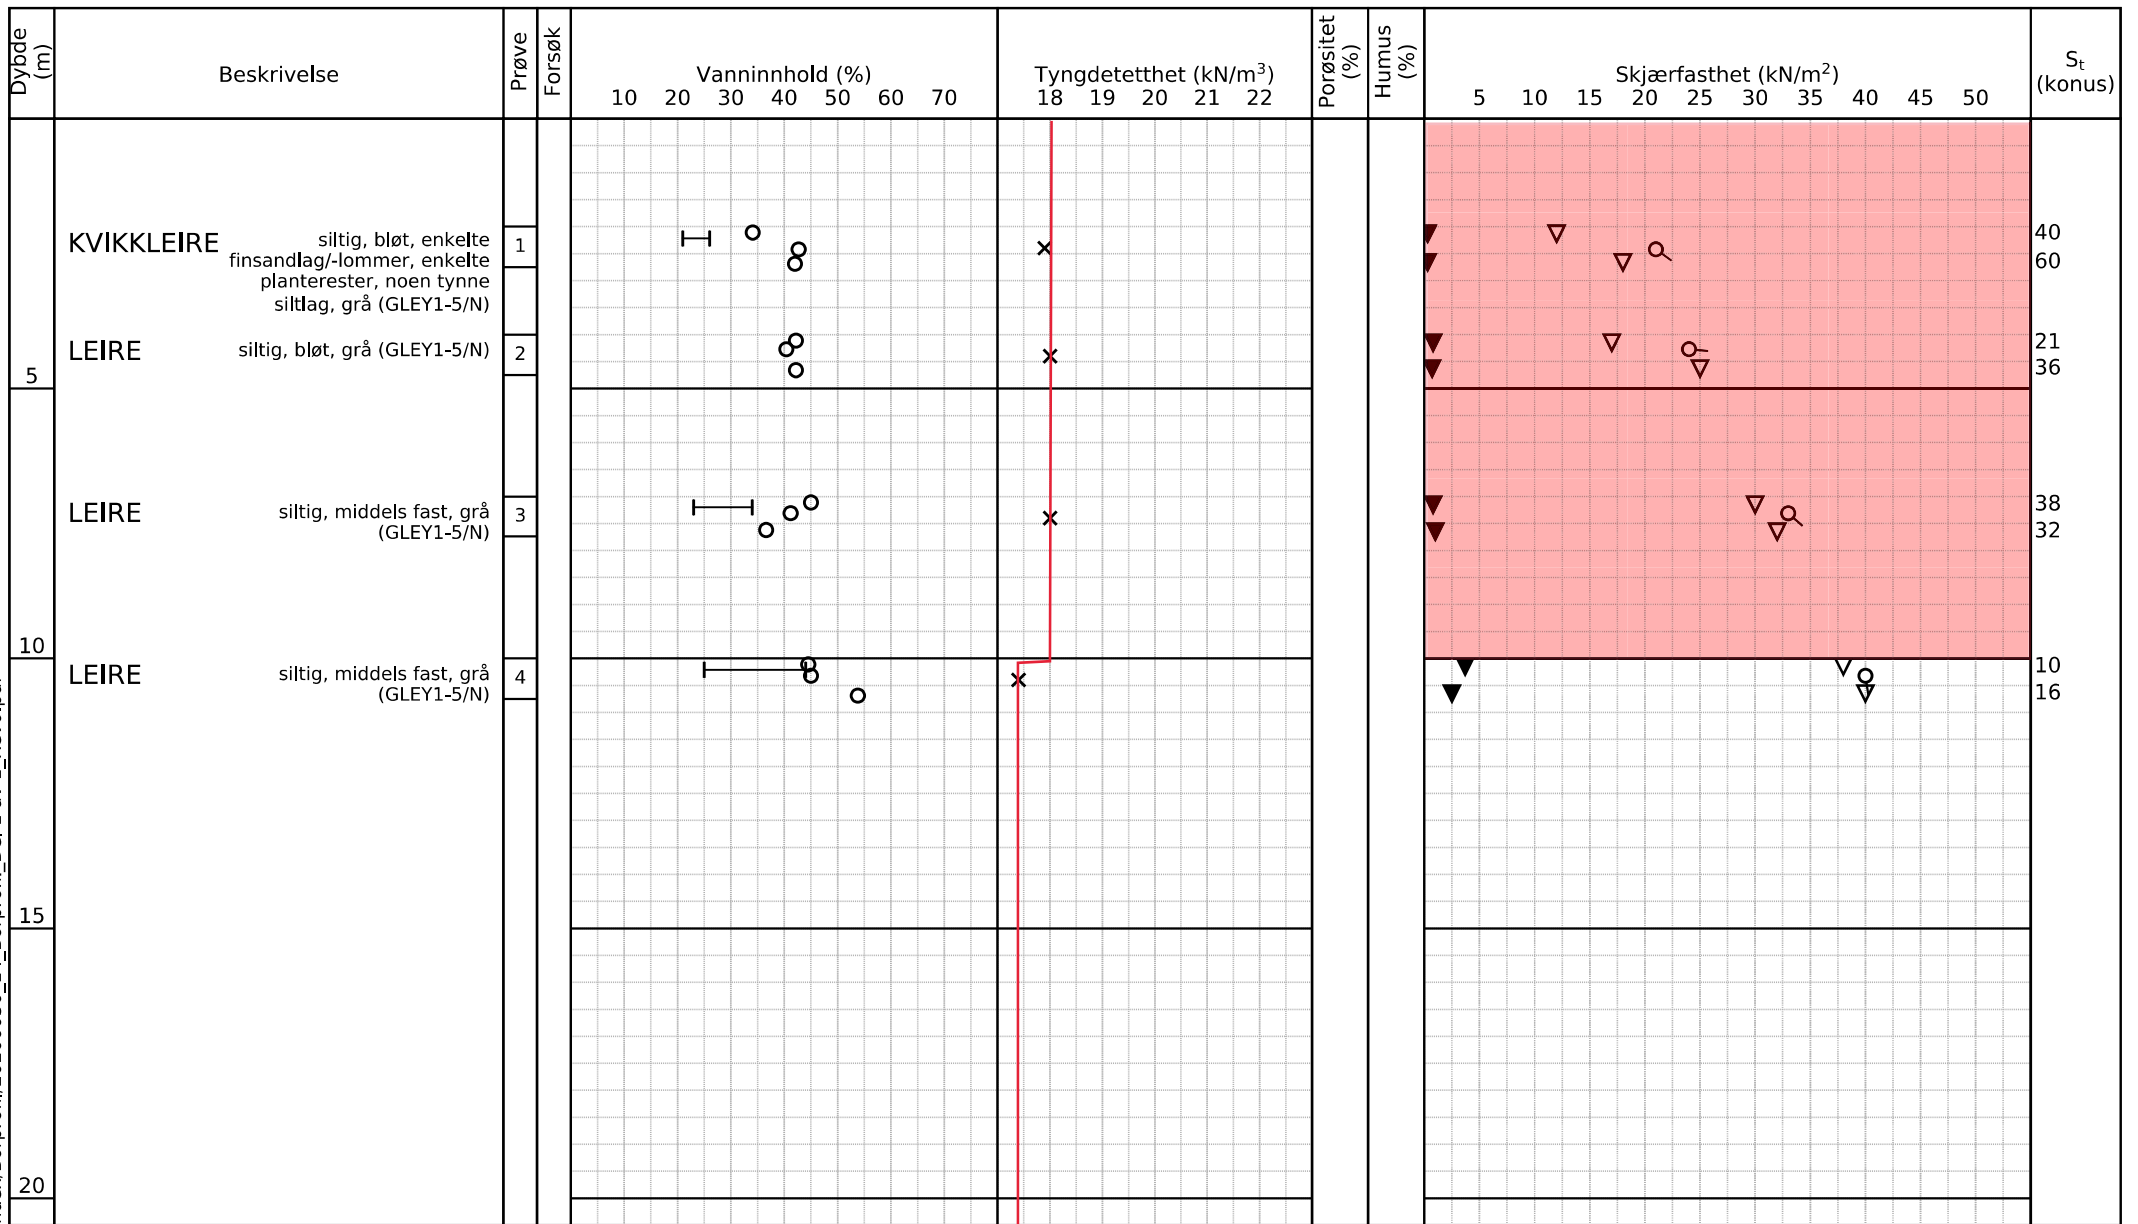 Dybde
(m)
Beskrivelse
Prøve
Forsøk
Vanninnhold (%)
10 20 30 40 50 60 70
Tyngdetetthet (kN/m³)
18 19 20 21 22
Porøsitet
(%)
Humus
(%)
Skjærfasthet (kN/m²)
5 10 15 20 25 30 35 40 45 50
Sₜ
(konus)
KVIKKLEIRE
siltig, bløt, enkelte
finsandlag/-lommer, enkelte
planterester, noen tynne
siltlag, grå (GLEY1-5/N)
1
40
60
LEIRE
siltig, bløt, grå (GLEY1-5/N)
2
21
36
5
LEIRE
siltig, middels fast, grå
(GLEY1-5/N)
3
38
32
10
LEIRE
siltig, middels fast, grå
(GLEY1-5/N)
4
10
16
15
20